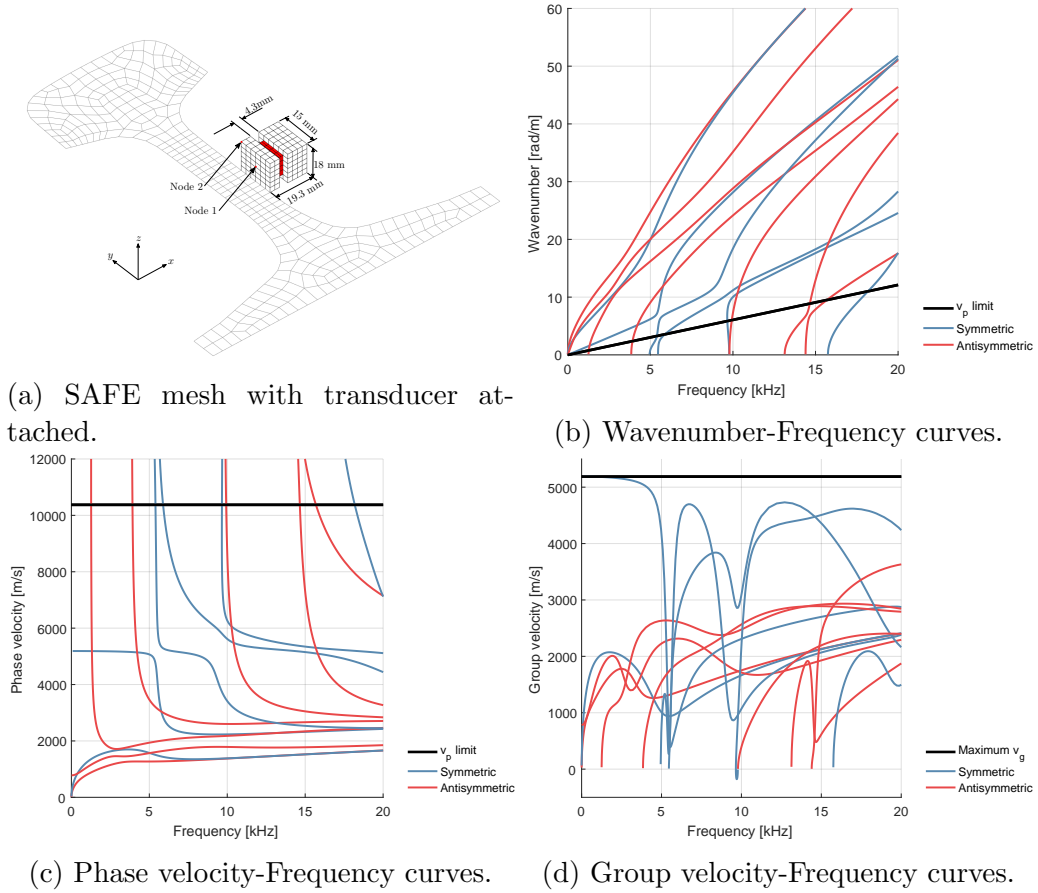 4.3mm
15 mm
18 mm
19.3 mm
Node 2
Node 1
z
y
x
(a) SAFE mesh with transducer at-
tached.
60
50
40
30
20
10
0
Wavenumber [rad/m]
0
5
10
15
20
Frequency [kHz]
v_p limit
Symmetric
Antisymmetric
(b) Wavenumber-Frequency curves.
12000
10000
8000
6000
4000
2000
0
Phase velocity [m/s]
0
5
10
15
20
Frequency [kHz]
v_p limit
Symmetric
Antisymmetric
(c) Phase velocity-Frequency curves.
5000
4000
3000
2000
1000
0
Group velocity [m/s]
0
5
10
15
20
Frequency [kHz]
Maximum v_g
Symmetric
Antisymmetric
(d) Group velocity-Frequency curves.